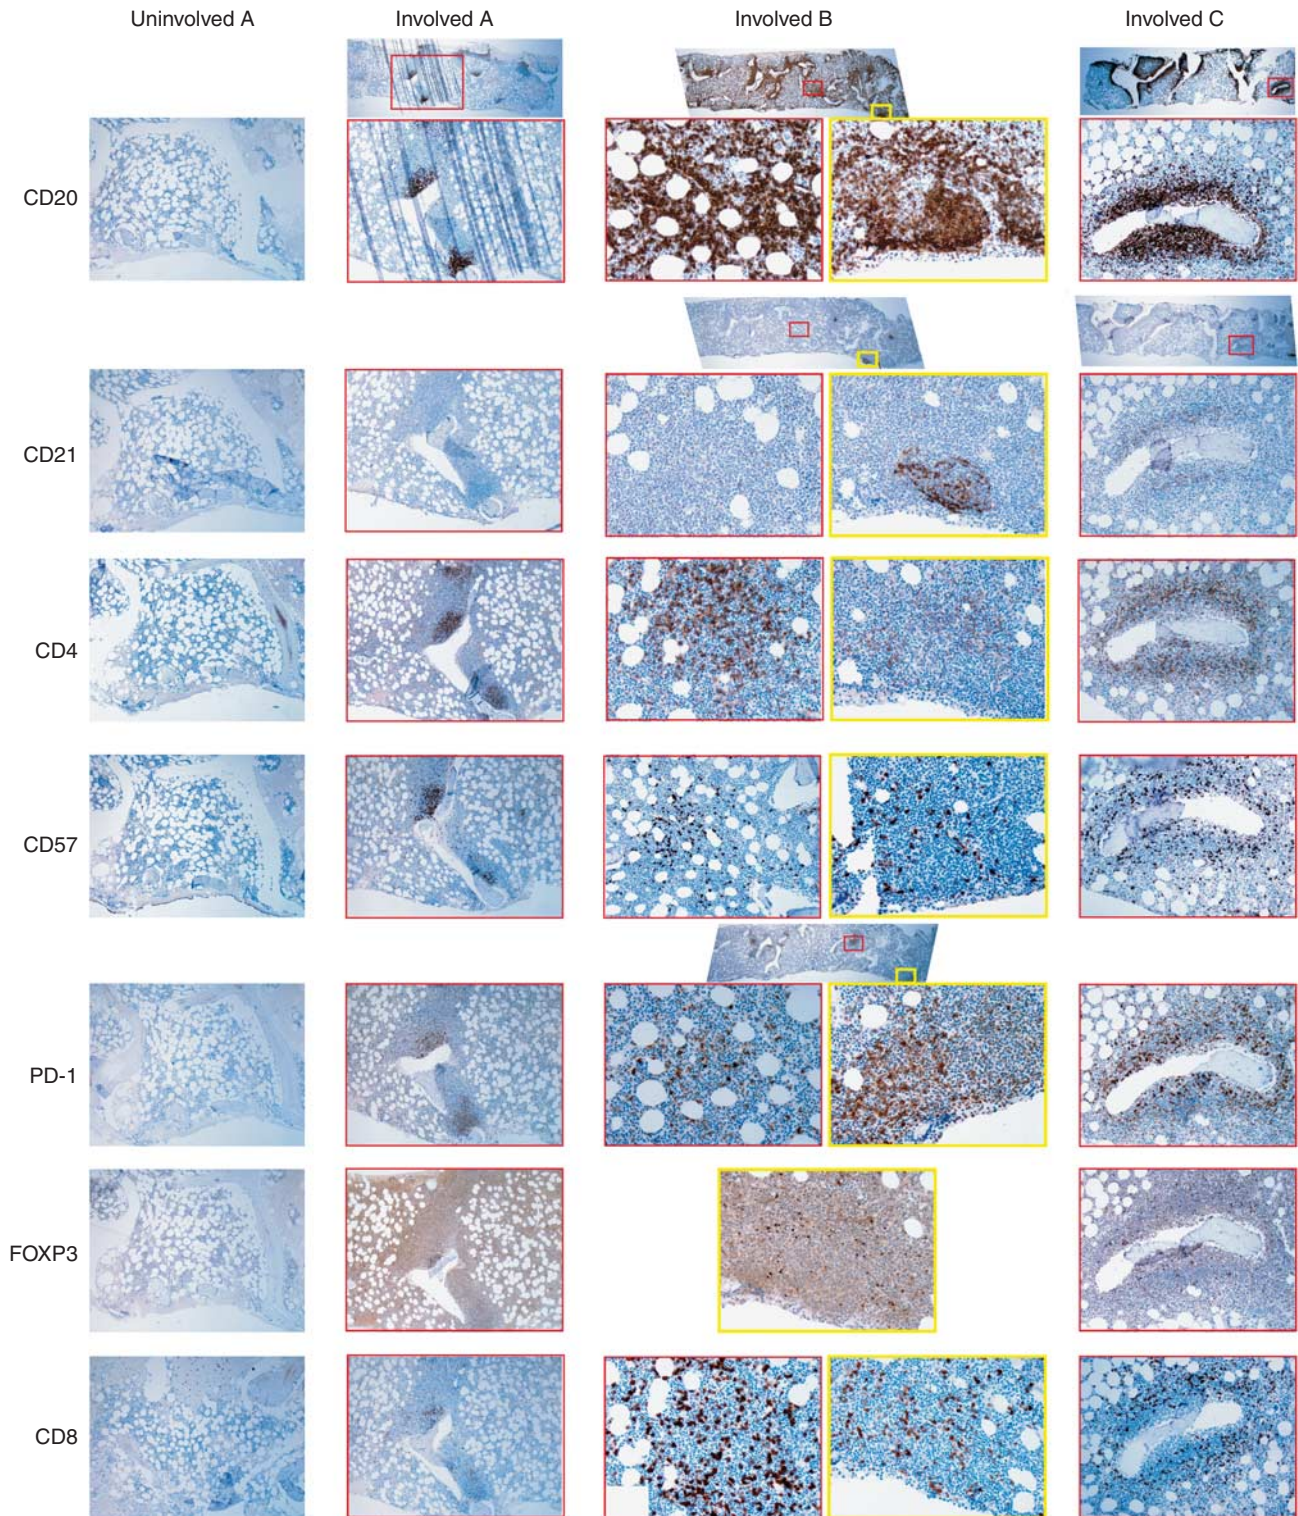 Uninvolved A Involved A Involved B Involved C
CD20
CD21
CD4
CD57
PD-1
FOXP3
CD8